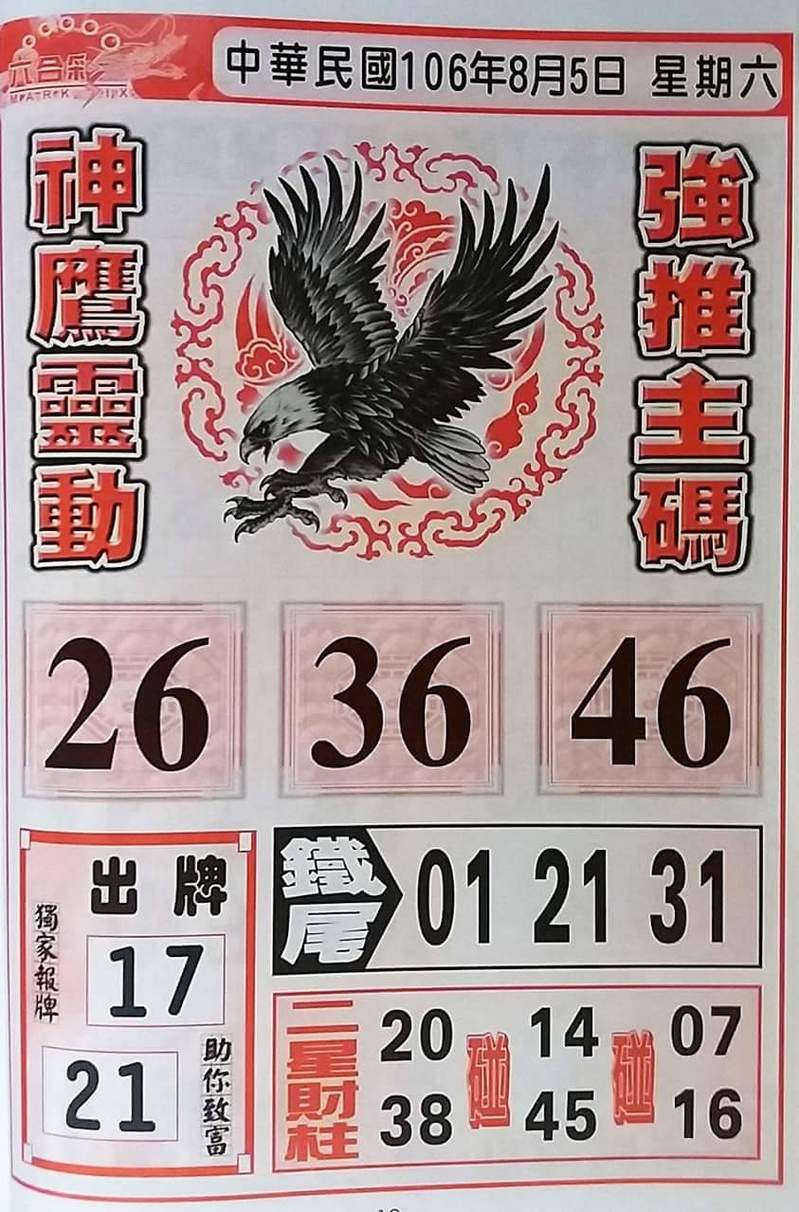 六合彩
MARK SIX
中華民國106年8月5日 星期六
神鷹靈動
強推主碼
26 36 46
出牌
獨家報牌
17
21
助你致富
鐵尾
01 21 31
二星財柱
20 碰 14 碰 07
38 45 16